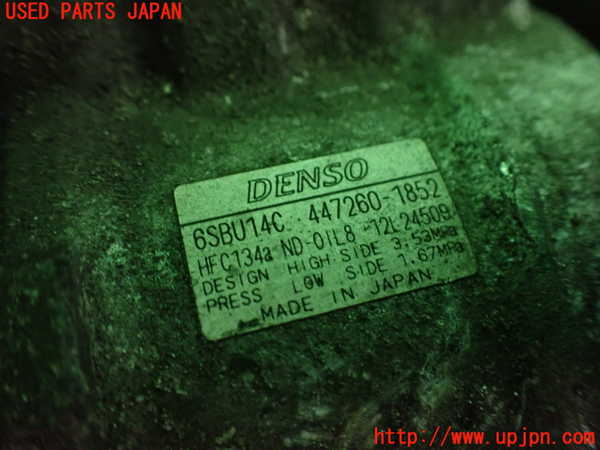 USED PARTS JAPAN
DENSO
6SBU14C 447260-1852
HFC134a ND-OIL8 12L24509
DESIGN HIGH SIDE 3.53MPa
PRESS LOW SIDE 1.67MPa
MADE IN JAPAN
http://www.upjpn.com/